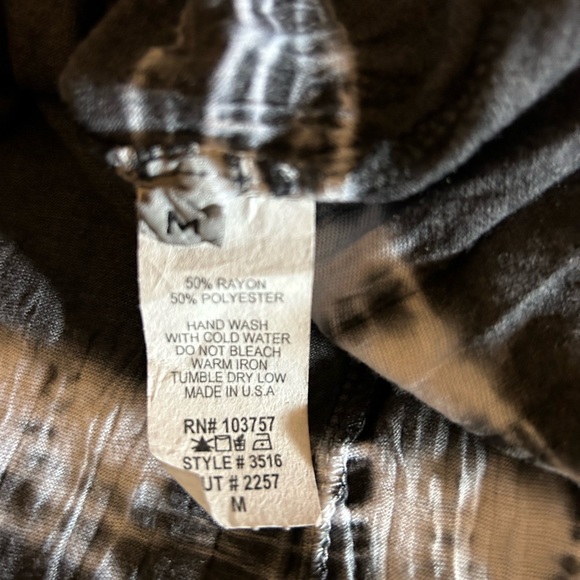 M
50% RAYON
50% POLYESTER
HAND WASH
WITH COLD WATER
DO NOT BLEACH
WARM IRON
TUMBLE DRY LOW
MADE IN U.S.A
RN# 103757
STYLE # 3516
UT # 2257
M